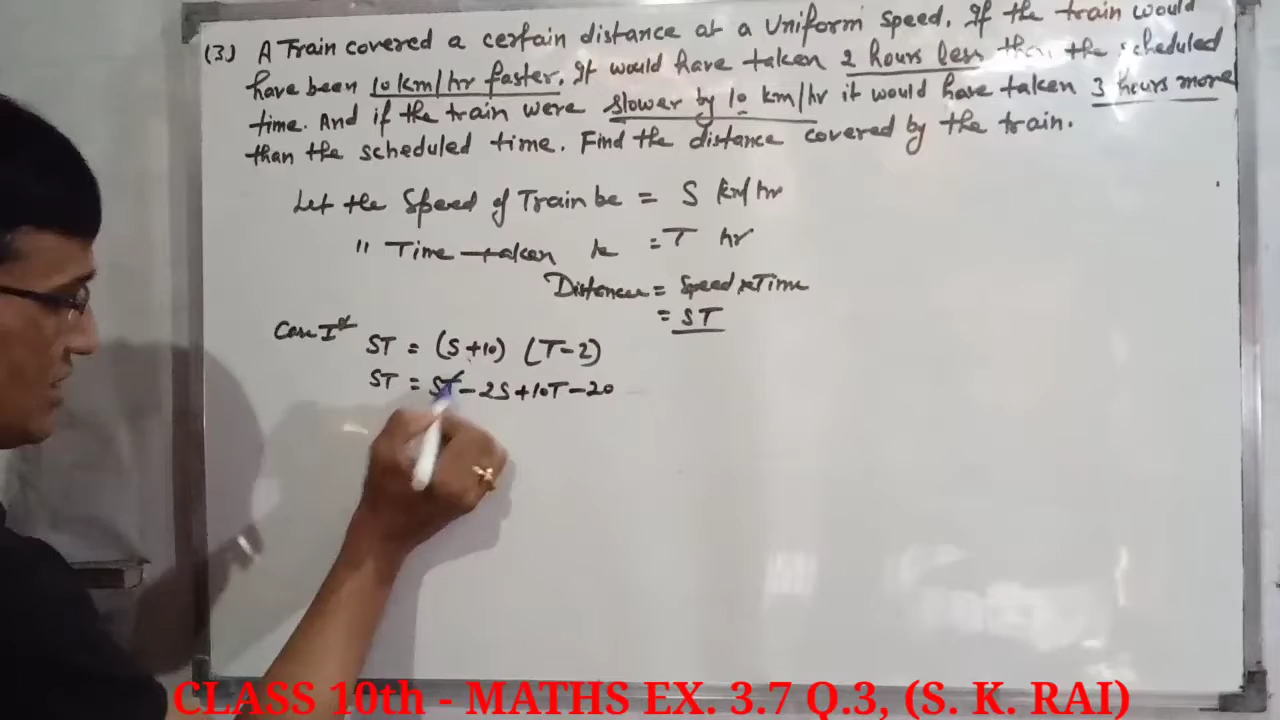 (3) A Train covered a certain distance at a Uniform speed. If the train would
have been 10 km/hr faster. It would have taken 2 hours less than the scheduled
time. And if the train were slower by 10 km/hr it would have taken 3 hours more
than the scheduled time. Find the distance covered by the train.
Let the Speed of Train be = S km/hr
" Time taken be = T hr
Distance = Speed × Time
= ST
Case Ist ST = (S+10) (T-2)
ST = ST - 2S + 10T - 20
CLASS 10th - MATHS EX. 3.7 Q.3, (S. K. RAI)